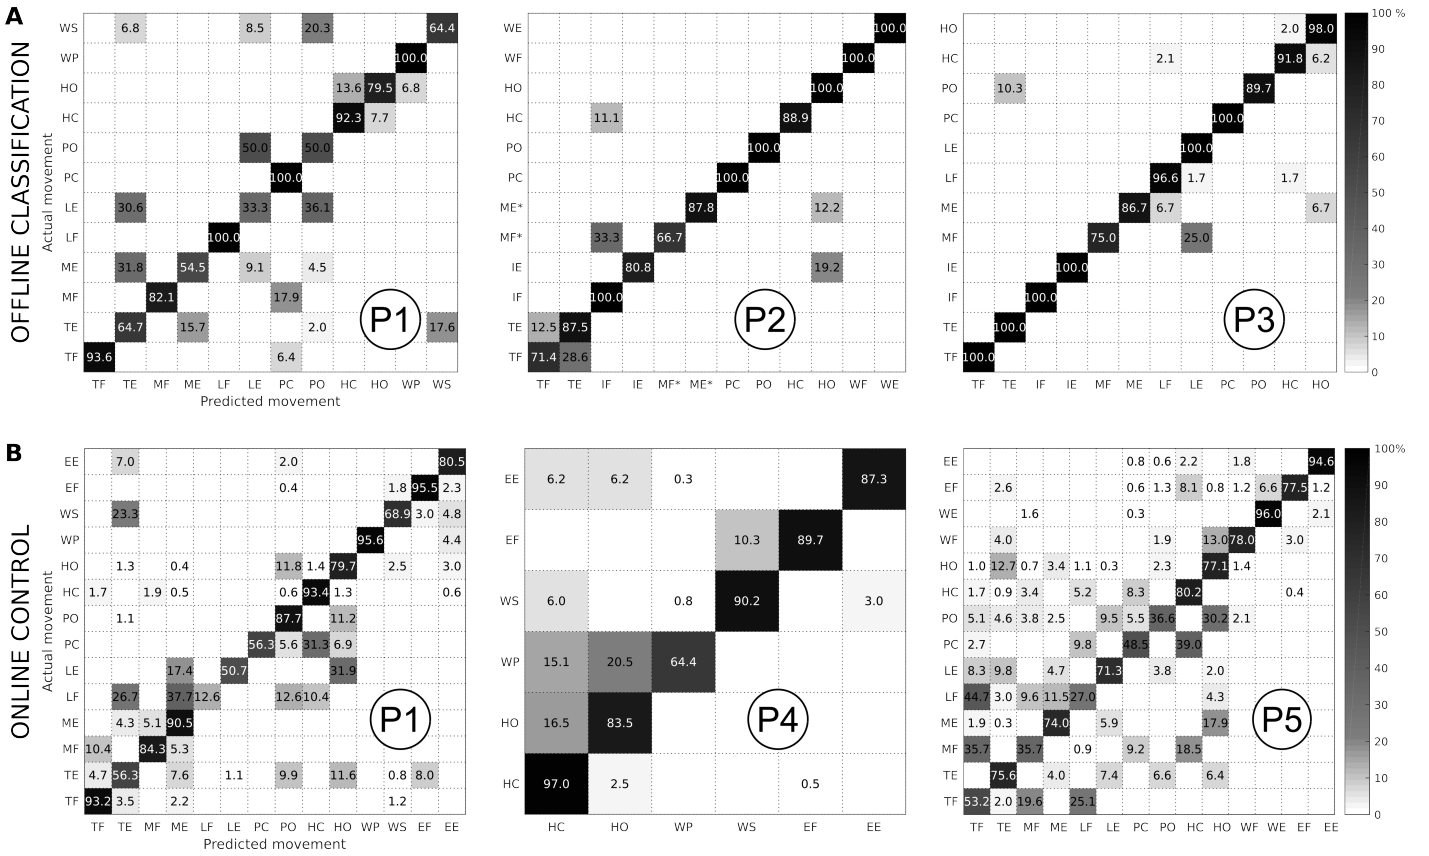 A
OFFLINE CLASSIFICATION
Actual movement
WS 6.8 8.5 20.3 64.4
WP 100.0
HO 13.6 79.5 6.8
HC 92.3 7.7
PO 50.0 50.0
PC 100.0
LE 30.6 33.3 36.1
LF 100.0
ME 31.8 54.5 9.1 4.5
MF 82.1 17.9
TE 64.7 15.7 2.0 17.6
TF 93.6 6.4
P1
TF TE MF ME LF LE PC PO HC HO WP WS
Predicted movement
WE 100.0
WF 100.0
HO 100.0
HC 11.1 88.9
PO 100.0
PC 100.0
ME* 87.8 12.2
MF* 33.3 66.7
IE 80.8 19.2
IF 100.0
TE 12.5 87.5
TF 71.4 28.6
P2
TF TE IF IE MF* ME* PC PO HC HO WF WE
HO 2.0 98.0
HC 2.1 91.8 6.2
PO 10.3 89.7
PC 100.0
LE 100.0
LF 96.6 1.7 1.7
ME 86.7 6.7 6.7
MF 75.0 25.0
IE 100.0
IF 100.0
TE 100.0
TF 100.0
P3
TF TE IF IE MF ME LF LE PC PO HC HO
100 %
90
80
70
60
50
40
30
20
10
0
B
ONLINE CONTROL
Actual movement
EE 7.0 2.0 80.5
EF 0.4 1.8 95.5 2.3
WS 23.3 68.9 3.0 4.8
WP 95.6 4.4
HO 1.3 0.4 11.8 1.4 79.7 2.5 3.0
HC 1.7 1.9 0.5 0.6 93.4 1.3 0.6
PO 1.1 87.7 11.2
PC 56.3 5.6 31.3 6.9
LE 17.4 50.7 31.9
LF 26.7 37.7 12.6 12.6 10.4
ME 4.3 5.1 90.5
MF 10.4 84.3 5.3
TE 4.7 56.3 7.6 1.1 9.9 11.6 0.8 8.0
TF 93.2 3.5 2.2 1.2
P1
TF TE MF ME LF LE PC PO HC HO WP WS EF EE
Predicted movement
EE 6.2 6.2 0.3 87.3
EF 10.3 89.7
WS 6.0 0.8 90.2 3.0
WP 15.1 20.5 64.4
HO 16.5 83.5
HC 97.0 2.5 0.5
P4
HC HO WP WS EF EE
EE 0.8 0.6 2.2 1.8 94.6
EF 2.6 0.6 1.3 8.1 0.8 1.2 6.6 77.5 1.2
WE 1.6 0.3 96.0 2.1
WF 4.0 1.9 13.0 78.0 3.0
HO 1.0 12.7 0.7 3.4 1.1 0.3 2.3 77.1 1.4
HC 1.7 0.9 3.4 5.2 8.3 80.2 0.4
PO 5.1 4.6 3.8 2.5 9.5 5.5 36.6 30.2 2.1
PC 2.7 9.8 48.5 39.0
LE 8.3 9.8 4.7 71.3 3.8 2.0
LF 44.7 3.0 9.6 11.5 27.0 4.3
ME 1.9 0.3 74.0 5.9 17.9
MF 35.7 35.7 0.9 9.2 18.5
TE 75.6 4.0 7.4 6.6 6.4
TF 53.2 2.0 19.6 25.1
P5
TF TE MF ME LF LE PC PO HC HO WF WE EF EE
100%
90
80
70
60
50
40
30
20
10
0